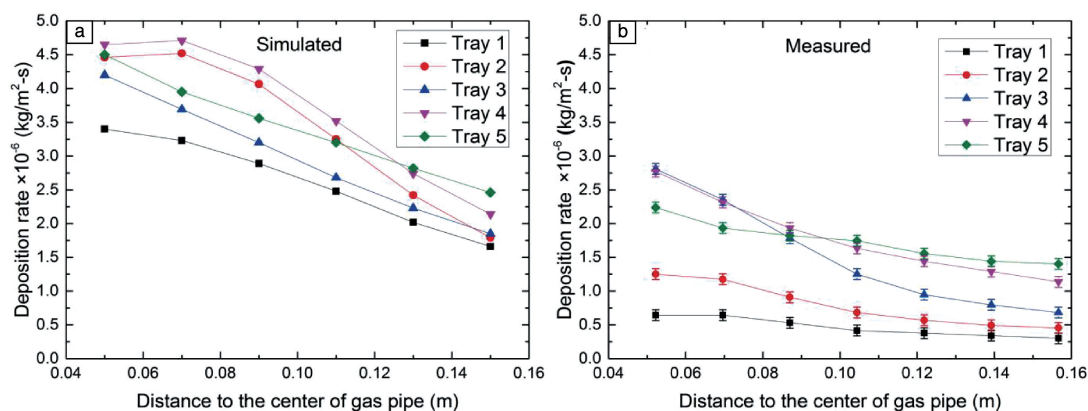 a
Simulated
Tray 1
Tray 2
Tray 3
Tray 4
Tray 5
Deposition rate ×10⁻⁶ (kg/m²-s)
5.0
4.5
4.0
3.5
3.0
2.5
2.0
1.5
1.0
0.5
0.0
0.04 0.06 0.08 0.10 0.12 0.14 0.16
Distance to the center of gas pipe (m)
b
Measured
Tray 1
Tray 2
Tray 3
Tray 4
Tray 5
Deposition rate ×10⁻⁶ (kg/m²-s)
5.0
4.5
4.0
3.5
3.0
2.5
2.0
1.5
1.0
0.5
0.0
0.04 0.06 0.08 0.10 0.12 0.14 0.16
Distance to the center of gas pipe (m)